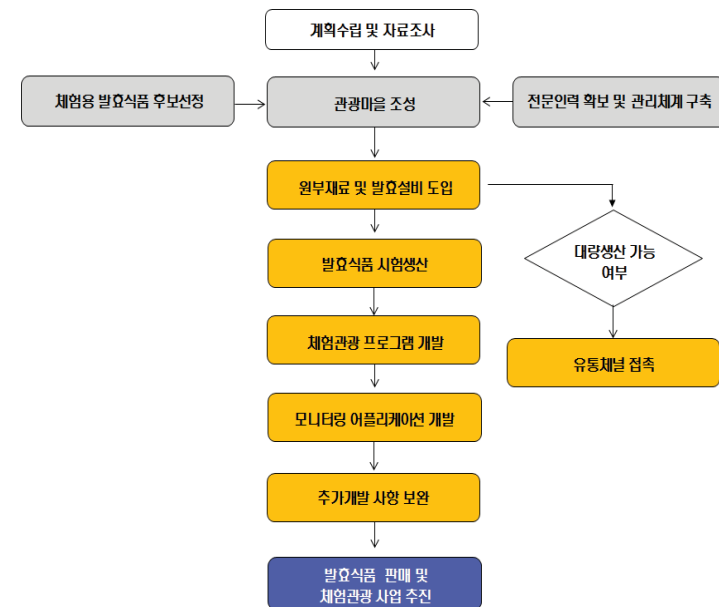 계획수립 및 자료조사
체험용 발효식품 후보선정
관광마을 조성
전문인력 확보 및 관리체계 구축
원부재료 및 발효설비 도입
대량생산 가능
여부
발효식품 시험생산
체험관광 프로그램 개발
유통채널 접촉
모니터링 어플리케이션 개발
추가개발 사항 보완
발효식품 판매 및
체험관광 사업 추진